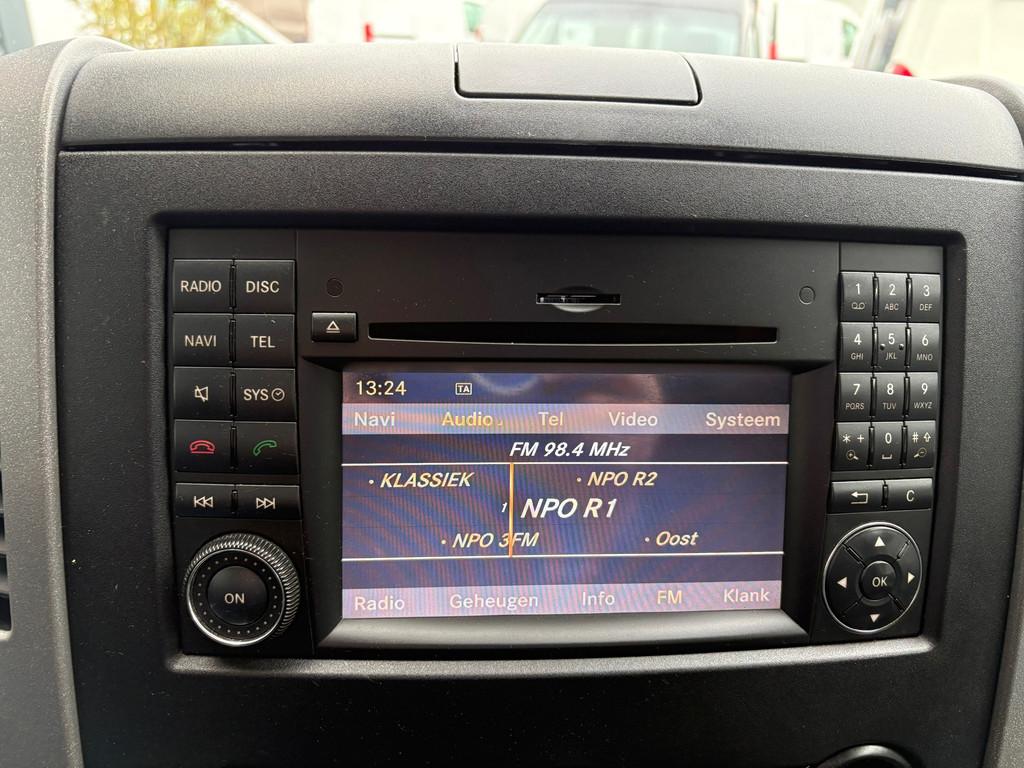 RADIO DISC
NAVI TEL
SYS
ON
13:24 TA
Navi Audio Tel Video Systeem
FM 98.4 MHz
• KLASSIEK • NPO R2
1 NPO R1
• NPO 3FM • Oost
Radio Geheugen Info FM Klank
1 2 3
ABC DEF
4 5 6
GHI JKL MNO
7 8 9
PQRS TUV WXYZ
* + 0 #
C
OK